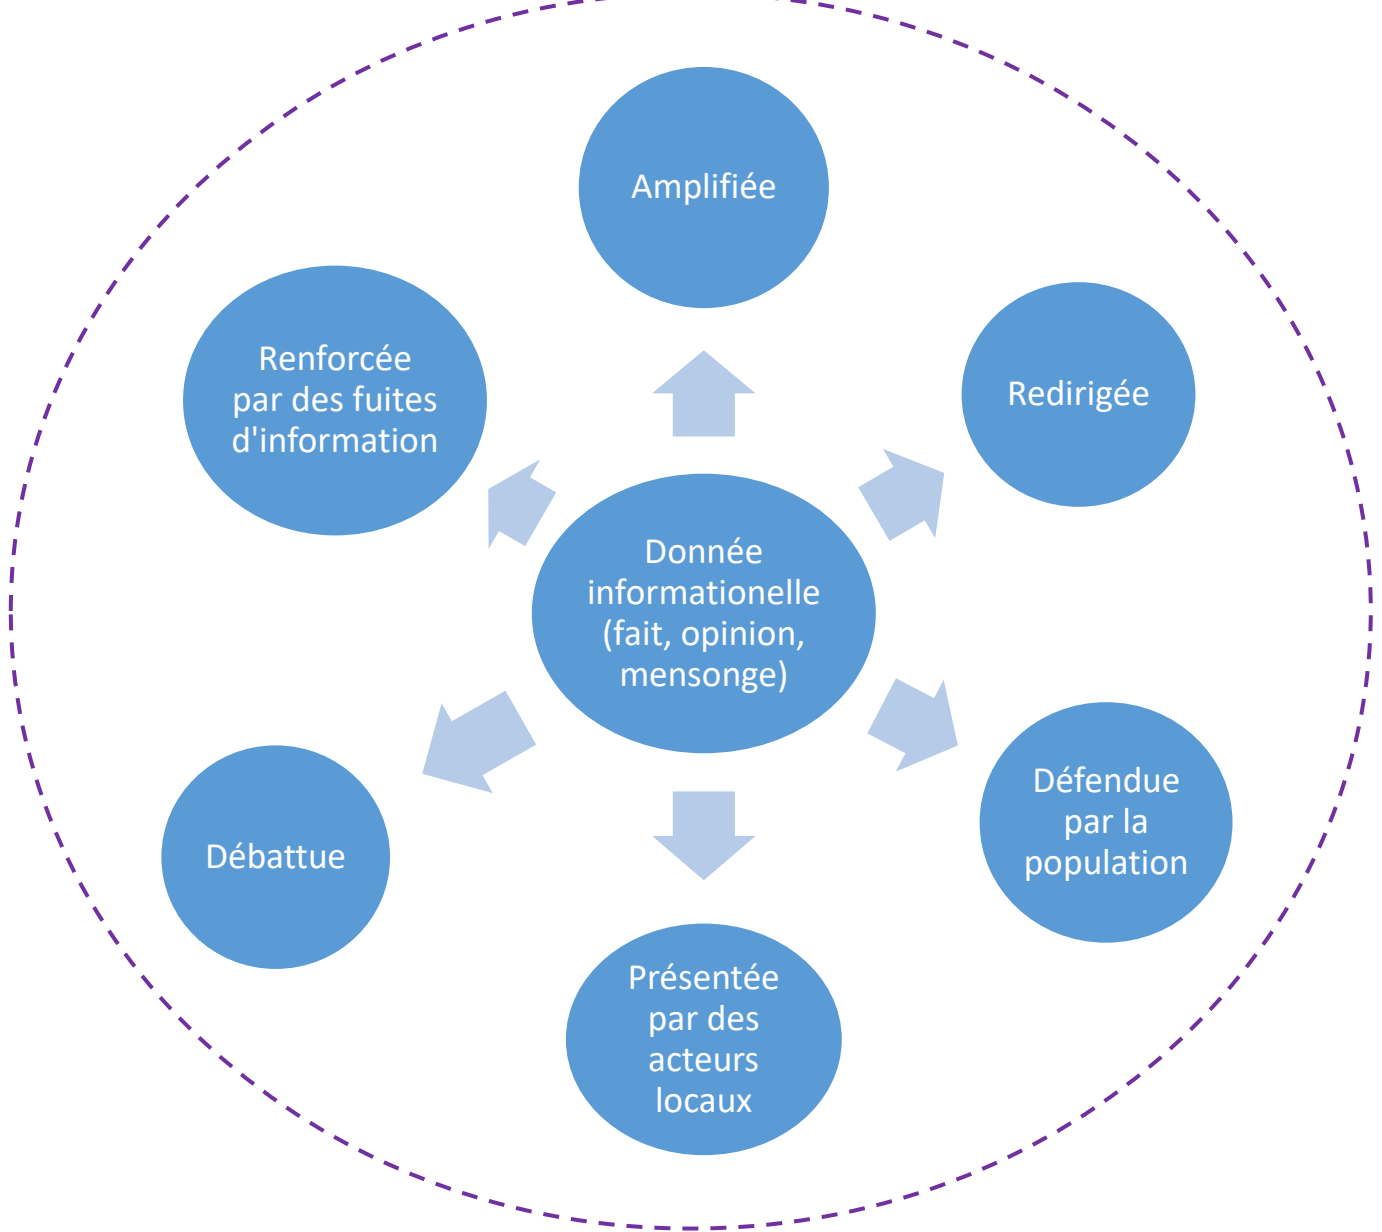 Amplifiée
Renforcée
par des fuites
d'information
Redirigée
Donnée
informationelle
(fait, opinion,
mensonge)
Débattue
Défendue
par la
population
Présentée
par des
acteurs
locaux